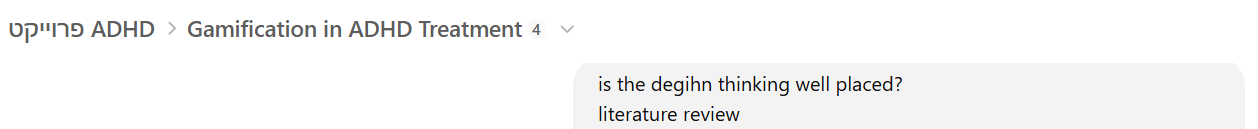 פרוייקט ADHD > Gamification in ADHD Treatment 4
is the degihn thinking well placed?
literature review